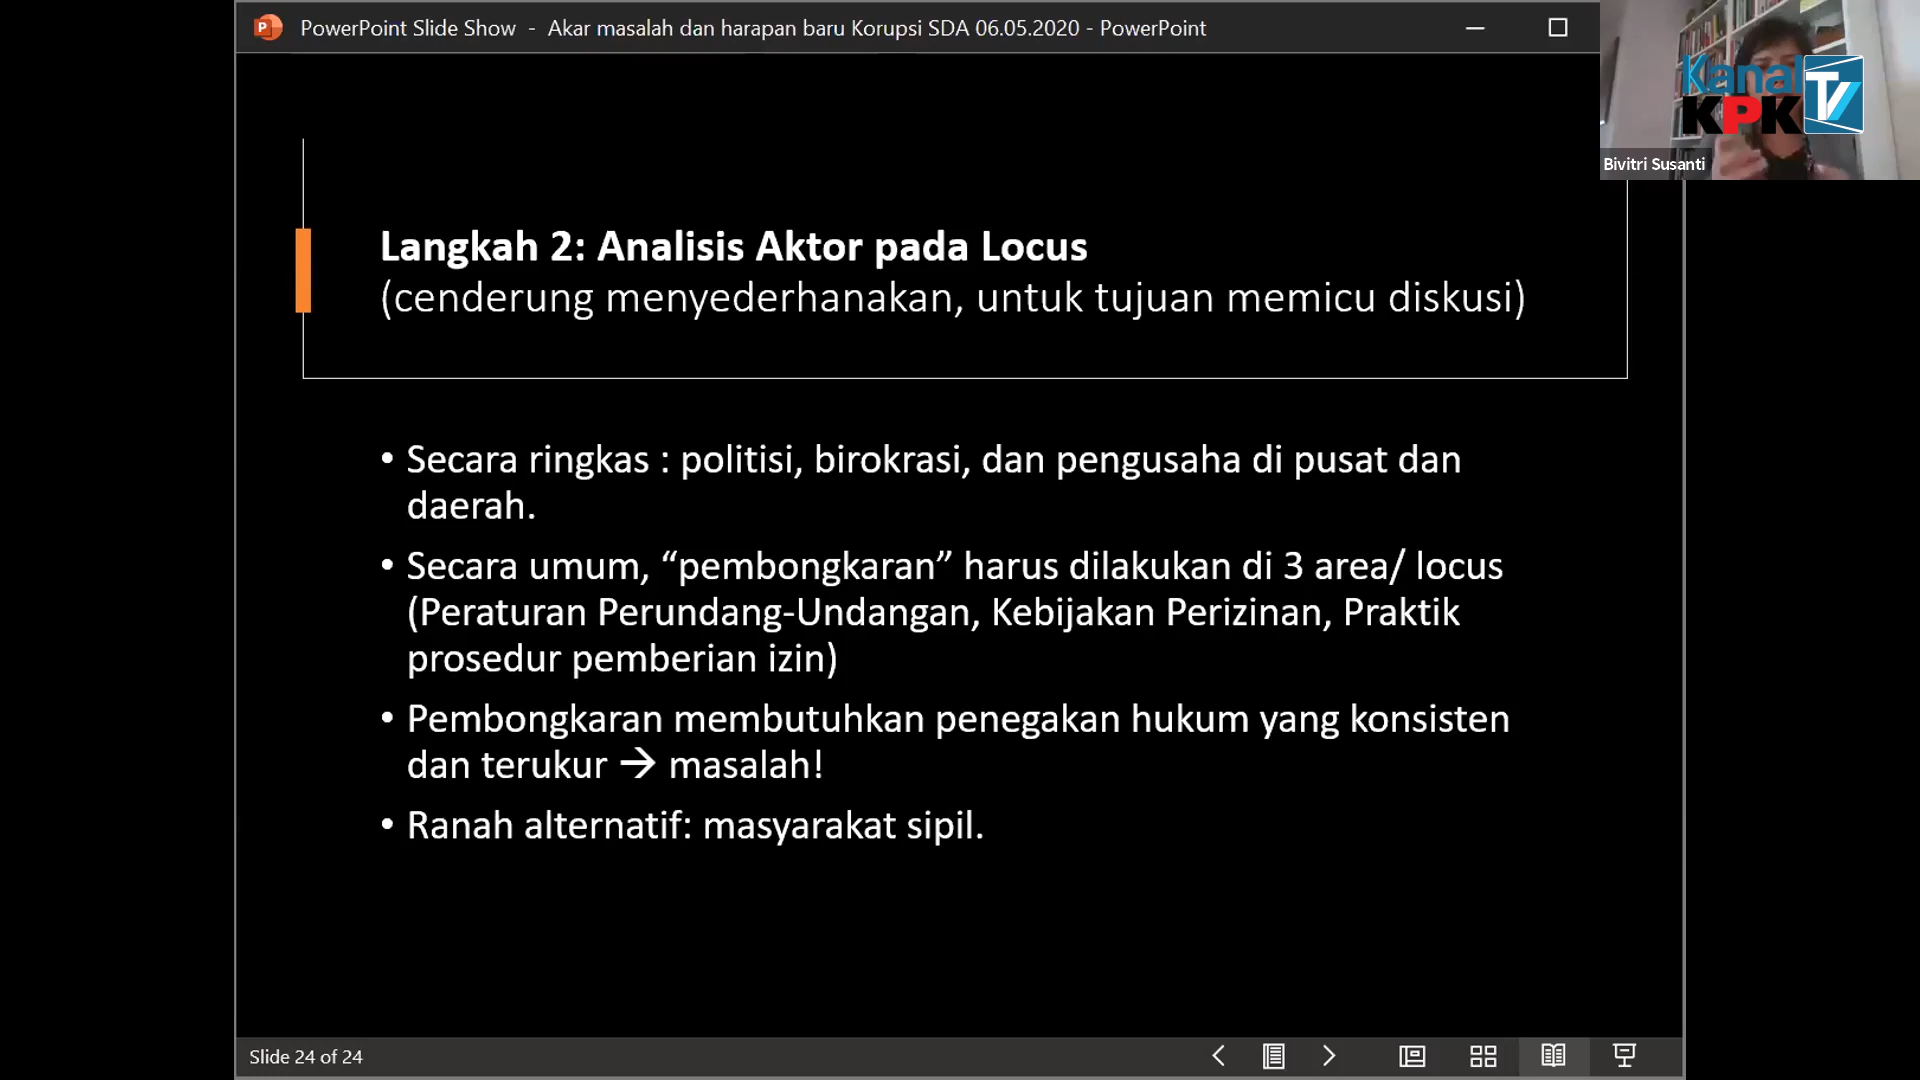 PowerPoint Slide Show - Akar masalah dan harapan baru Korupsi SDA 06.05.2020 - PowerPoint
Kanal
KPK TV
Bivitri Susanti
Langkah 2: Analisis Aktor pada Locus
(cenderung menyederhanakan, untuk tujuan memicu diskusi)
• Secara ringkas : politisi, birokrasi, dan pengusaha di pusat dan
daerah.
• Secara umum, “pembongkaran” harus dilakukan di 3 area/ locus
(Peraturan Perundang-Undangan, Kebijakan Perizinan, Praktik
prosedur pemberian izin)
• Pembongkaran membutuhkan penegakan hukum yang konsisten
dan terukur → masalah!
• Ranah alternatif: masyarakat sipil.
Slide 24 of 24